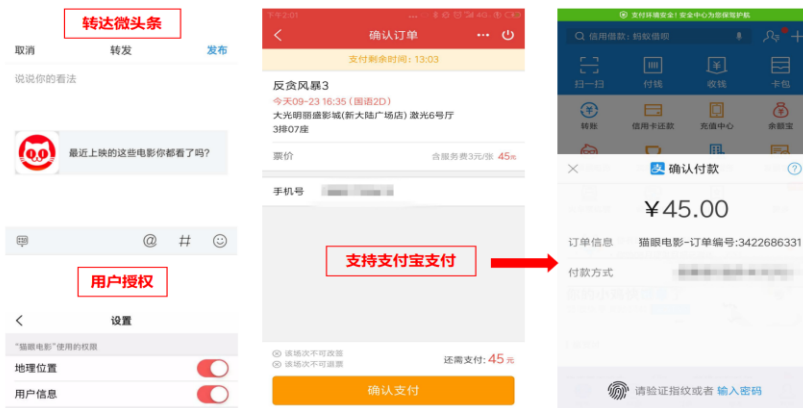 转达微头条
取消 转发 发布
说说你的看法
最近上映的这些电影你都看了吗?
@ #
用户授权
设置
"猫眼电影"使用的权限
地理位置
用户信息
下午2:01
确认订单
支付剩余时间: 13:03
反贪风暴3
今天09-23 16:35 (国语2D)
大光明丽盛影城(新大陆广场店) 激光6号厅
3排07座
票价 含服务费3元/张 45元
手机号
支持支付宝支付
该场次不可改签
该场次不可退票
还需支付: 45 元
确认支付
支付环境安全! 安全中心为您保驾护航
信用借款: 蚂蚁借呗
扫一扫 付钱 收钱 卡包
转账 信用卡还款 充值中心 余额宝
确认付款
¥45.00
订单信息 猫眼电影-订单编号:3422686331
付款方式
请验证指纹或者 输入密码